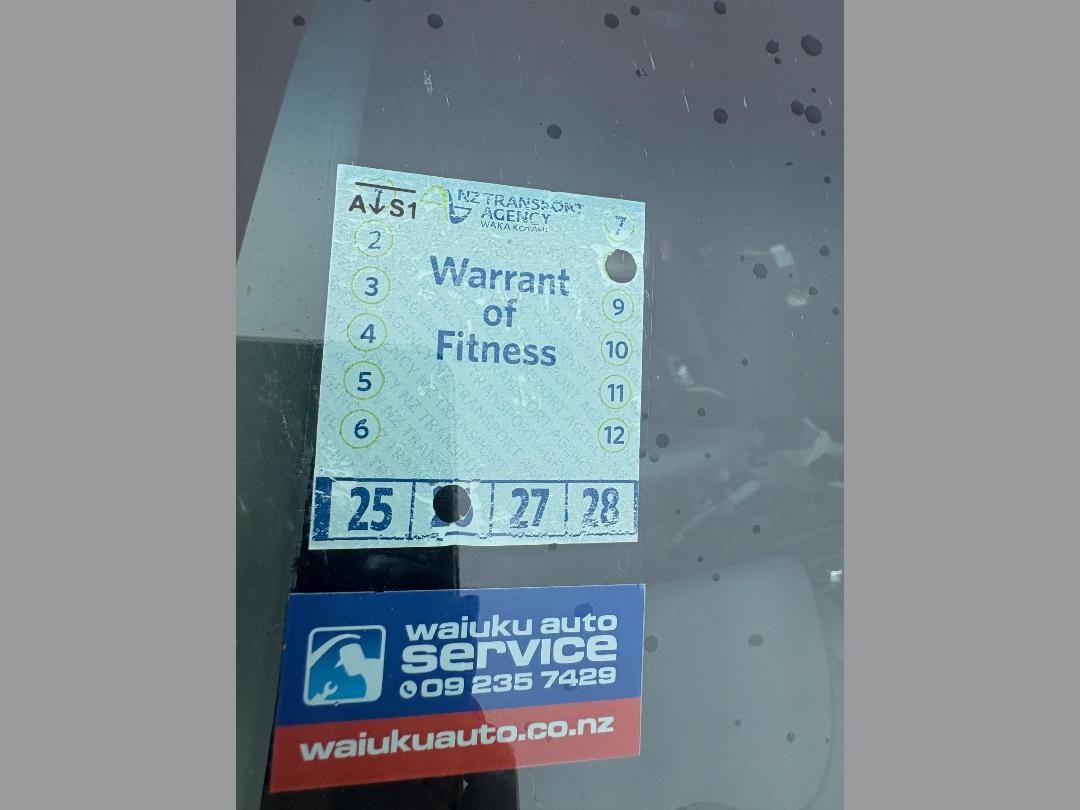 A↓S1
NZ TRANSPORT
AGENCY
WAKA KOTAHI
Warrant
of
Fitness
2
3
4
5
6
7
9
10
11
12
25 26 27 28
waiuku auto
service
09 235 7429
waiukuauto.co.nz